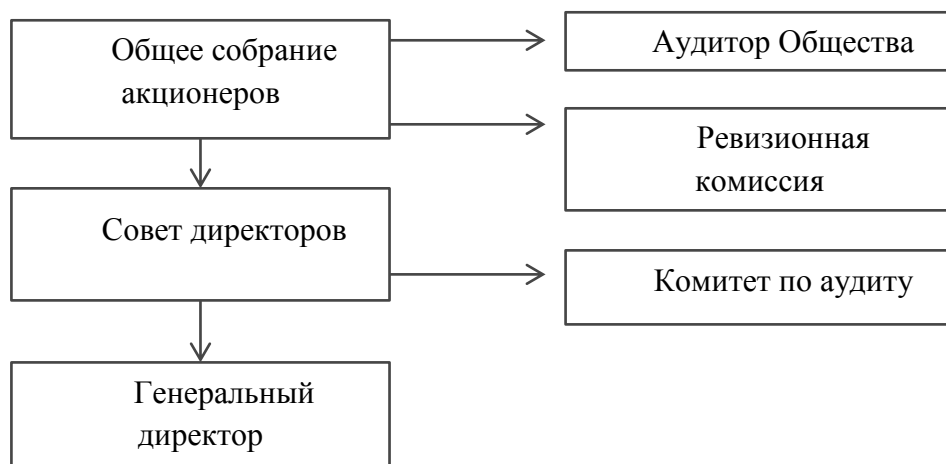 Общее собрание
акционеров
Аудитор Общества
Ревизионная
комиссия
Совет директоров
Комитет по аудиту
Генеральный
директор